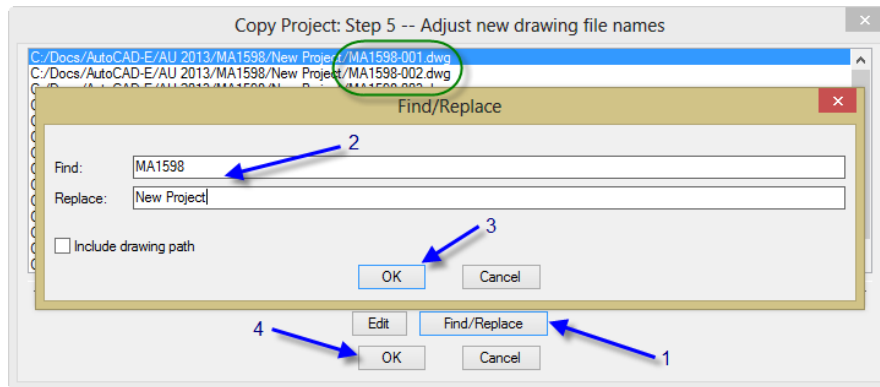 Copy Project: Step 5 -- Adjust new drawing file names
C:/Docs/AutoCAD-E/AU 2013/MA1598/New Project/MA1598-001.dwg
C:/Docs/AutoCAD-E/AU 2013/MA1598/New Project/MA1598-002.dwg
Find/Replace
2
Find: MA1598
Replace: New Project
3
Include drawing path
OK Cancel
Edit Find/Replace
4
OK Cancel
1